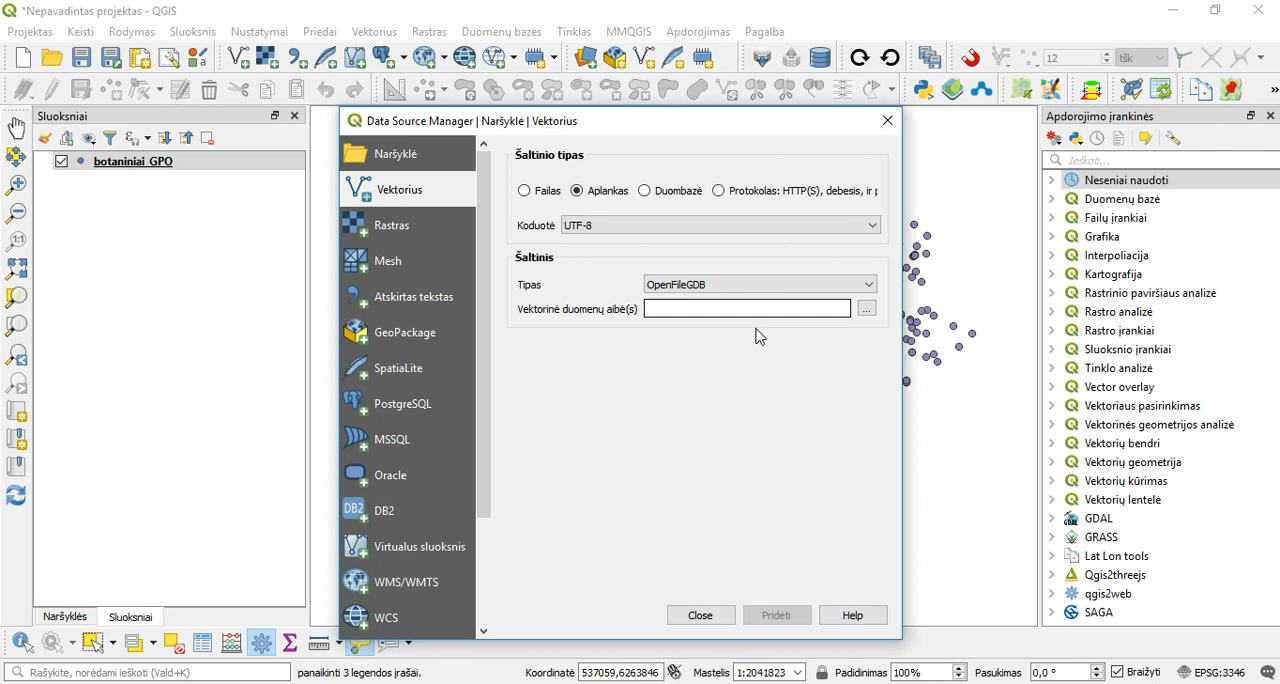 *Nepavadintas projektas - QGIS
Projektas Keisti Rodymas Sluoksnis Nustatymai Priedai Vektorius Rastras Duomenų bazės Tinklas MMQGIS Apdorojimas Pagalba
12 tšk
Sluoksniai
botaniniai GPO
Naršyklės Sluoksniai
Data Source Manager | Naršyklė | Vektorius
Naršyklė
Vektorius
Rastras
Mesh
Atskirtas tekstas
GeoPackage
SpatiaLite
PostgreSQL
MSSQL
Oracle
DB2
Virtualus sluoksnis
WMS/WMTS
WCS
Šaltinio tipas
Failas Aplankas Duombazė Protokolas: HTTP(S), debesis, ir
Koduotė UTF-8
Šaltinis
Tipas OpenFileGDB
Vektorinė duomenų aibė(s) ...
Close Pridėti Help
Apdorojimo įrankinės
Ieškoti...
Neseniai naudoti
Duomenų bazė
Failų įrankiai
Grafika
Interpoliacija
Kartografija
Rastrinio paviršiaus analizė
Rastro analizė
Rastro įrankiai
Sluoksnio įrankiai
Tinklo analizė
Vector overlay
Vektoriaus pasirinkimas
Vektorinės geometrijos analizė
Vektorių bendri
Vektorių geometrija
Vektorių kūrimas
Vektorių lentelė
GDAL
GRASS
Lat Lon tools
Qgis2threejs
qgis2web
SAGA
Rašykite, norėdami ieškoti (Vald+K) panaikinti 3 legendos įrašai. Koordinatė 537059,6263846 Mastelis 1:2041823 Padidinimas 100% Pasukimas 0,0 ° Braižyti EPSG:3346